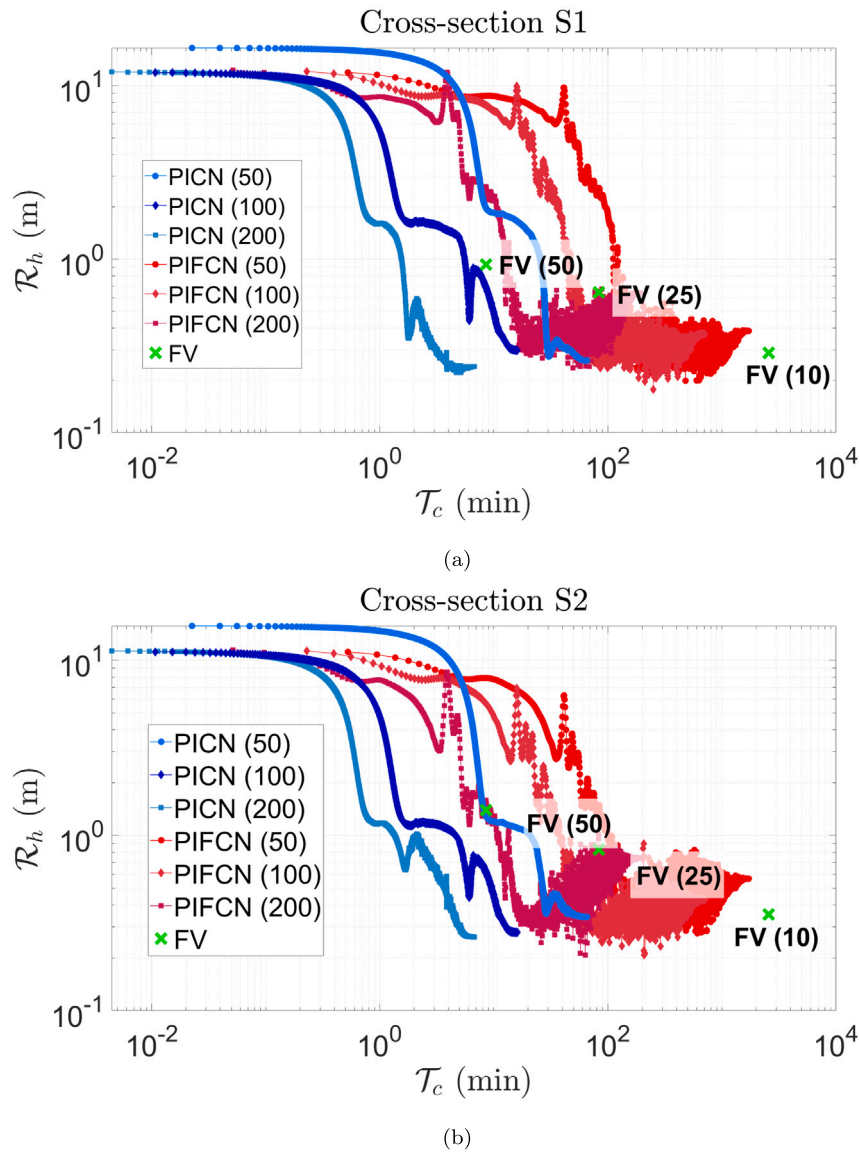 Cross-section S1
10^1
10^0
10^-1
R_h (m)
PICN (50)
PICN (100)
PICN (200)
PIFCN (50)
PIFCN (100)
PIFCN (200)
FV
FV (50)
FV (25)
FV (10)
10^-2
10^0
10^2
10^4
T_c (min)
(a)
Cross-section S2
10^1
10^0
10^-1
R_h (m)
PICN (50)
PICN (100)
PICN (200)
PIFCN (50)
PIFCN (100)
PIFCN (200)
FV
FV (50)
FV (25)
FV (10)
10^-2
10^0
10^2
10^4
T_c (min)
(b)